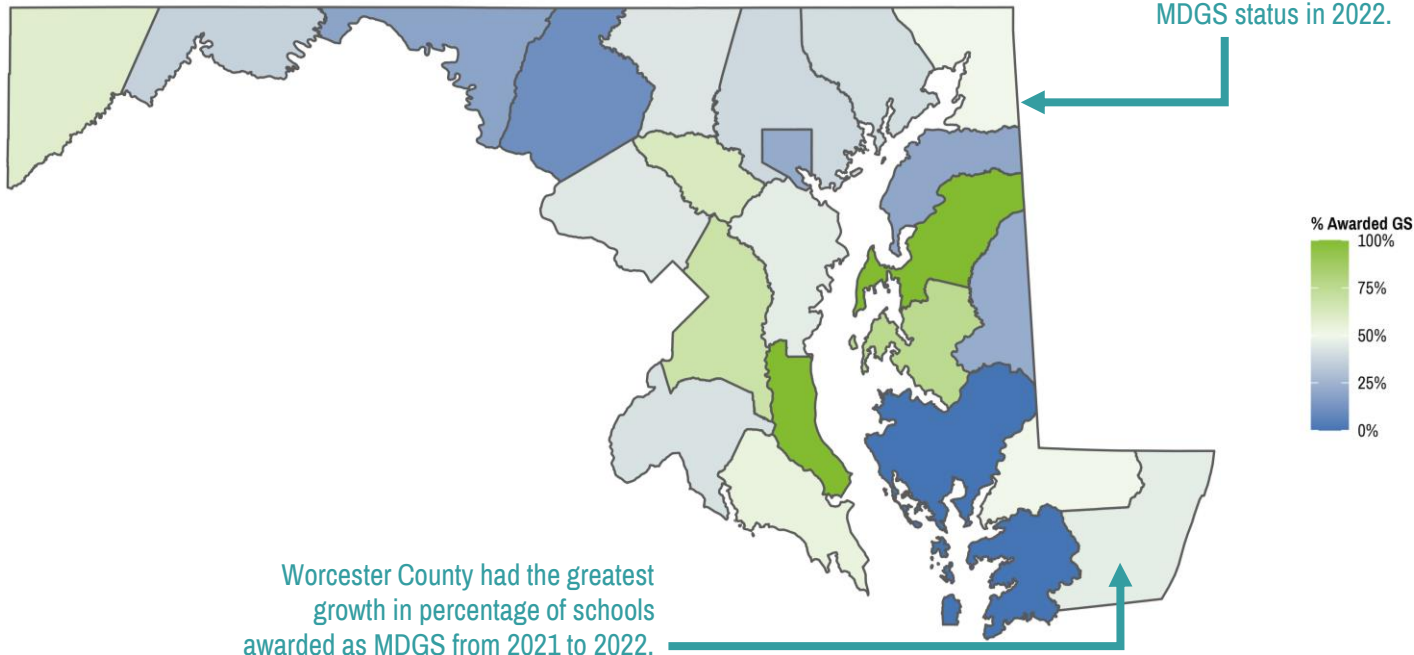 MDGS status in 2022.
% Awarded GS
100%
75%
50%
25%
0%
Worcester County had the greatest
growth in percentage of schools
awarded as MDGS from 2021 to 2022.